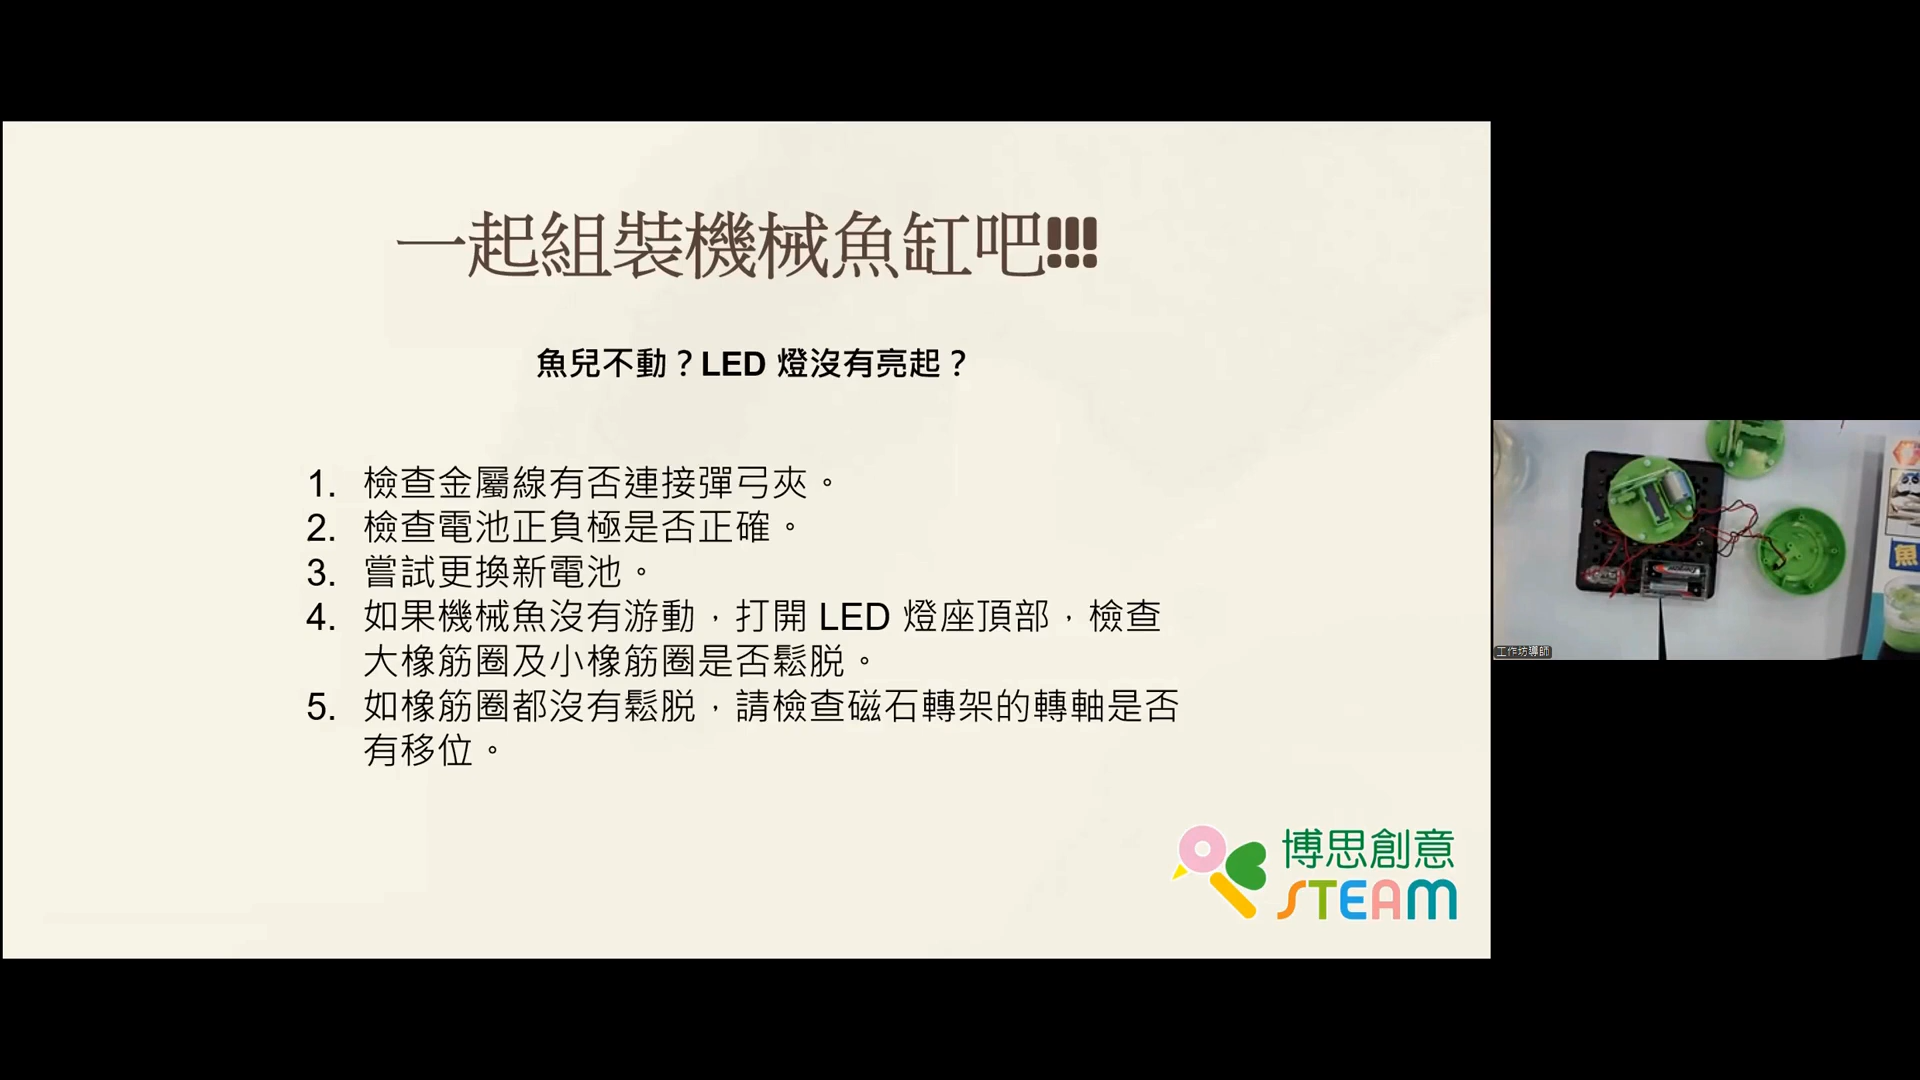 一起組裝機械魚缸吧!!!
魚兒不動？LED 燈沒有亮起？
1. 檢查金屬線有否連接彈弓夾。
2. 檢查電池正負極是否正確。
3. 嘗試更換新電池。
4. 如果機械魚沒有游動，打開 LED 燈座頂部，檢查
大橡筋圈及小橡筋圈是否鬆脫。
5. 如橡筋圈都沒有鬆脫，請檢查磁石轉架的轉軸是否
有移位。
博思創意
STEAM
工作坊導師
魚